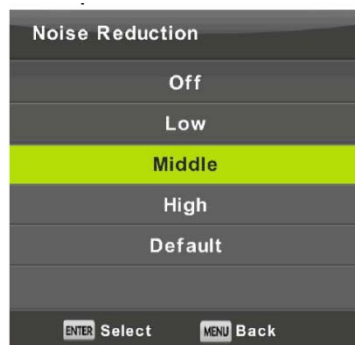 Noise Reduction
Off
Low
Middle
High
Default
ENTER Select MENU Back